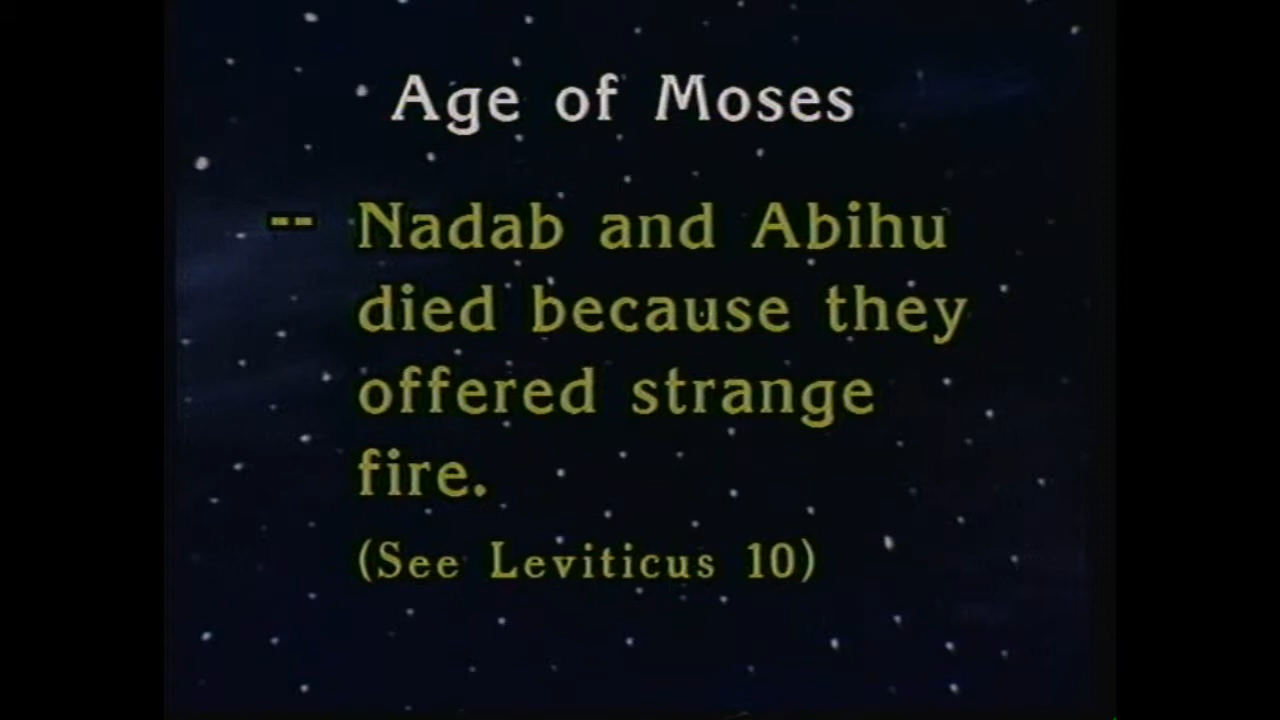 Age of Moses
-- Nadab and Abihu
died because they
offered strange
fire.
(See Leviticus 10)